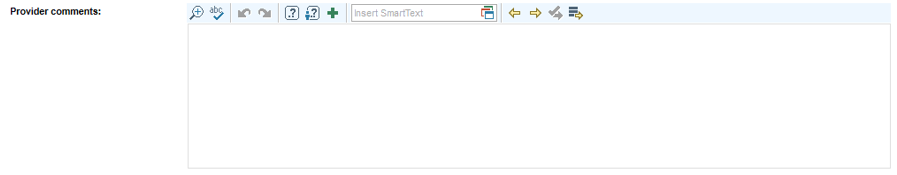 Provider comments:
abc
Insert SmartText